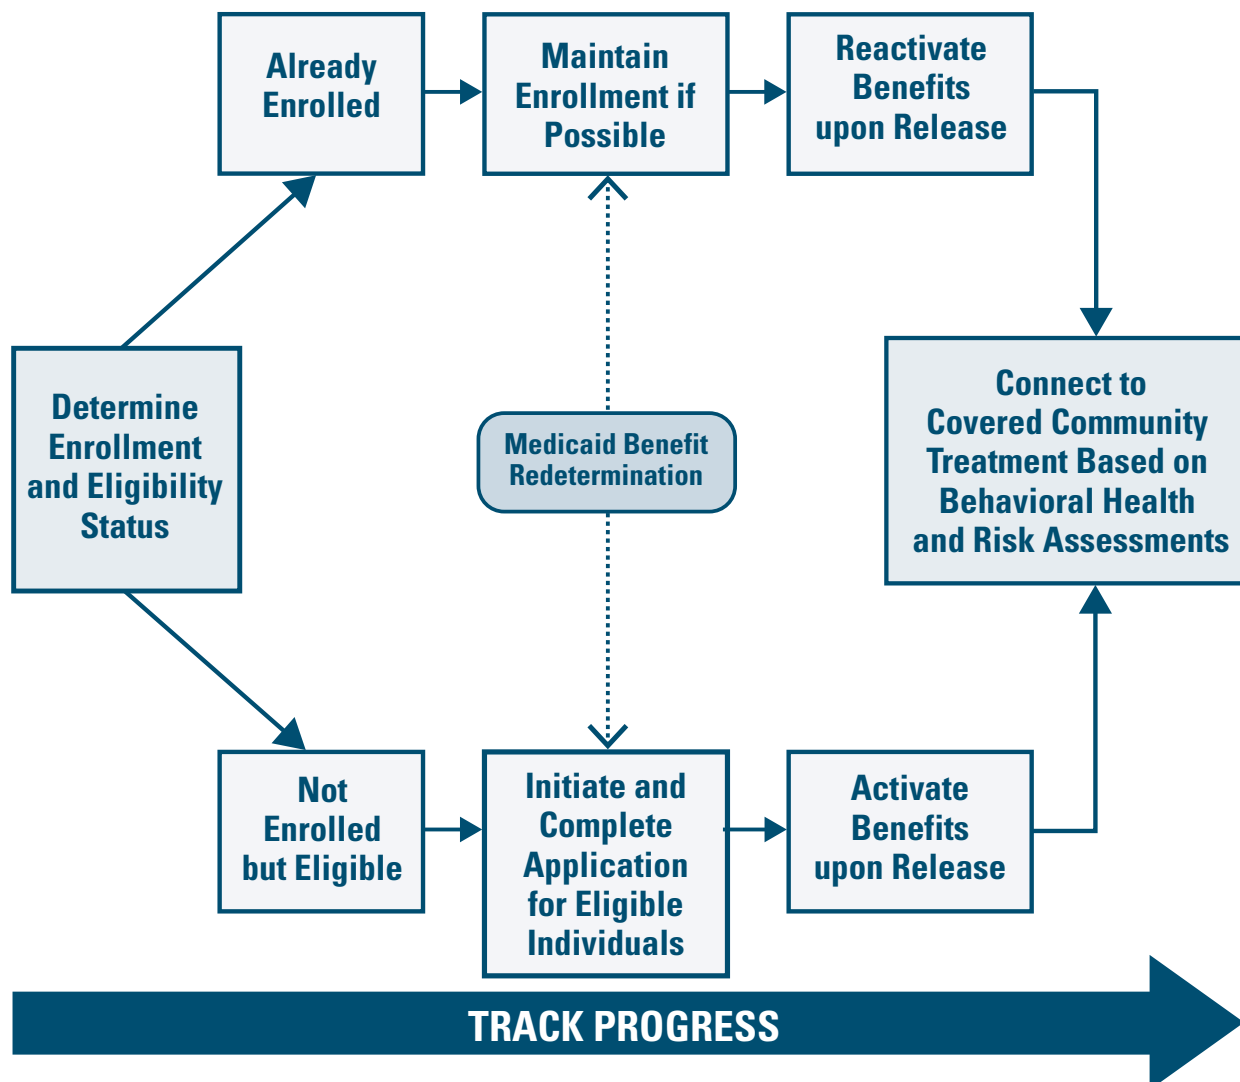 Already
Enrolled
Maintain
Enrollment if
Possible
Reactivate
Benefits
upon Release
Determine
Enrollment
and Eligibility
Status
Medicaid Benefit
Redetermination
Connect to
Covered Community
Treatment Based on
Behavioral Health
and Risk Assessments
Not
Enrolled
but Eligible
Initiate and
Complete
Application
for Eligible
Individuals
Activate
Benefits
upon Release
TRACK PROGRESS